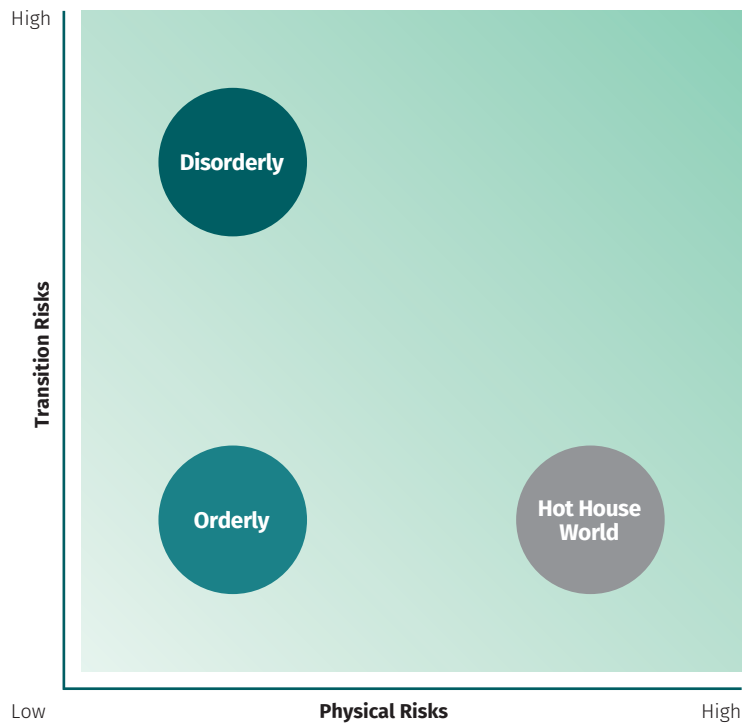 High
Disorderly
Transition Risks
Orderly
Hot House
World
Low
Physical Risks
High